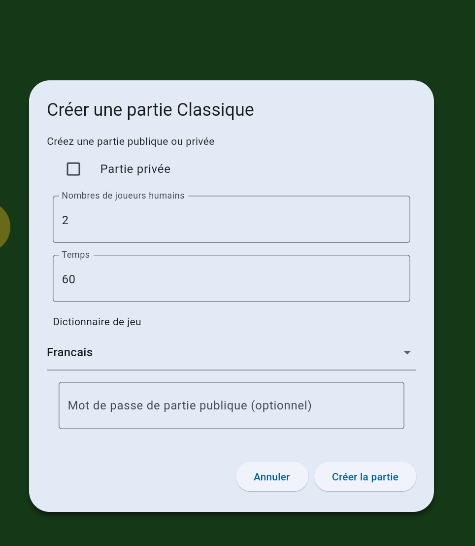 Créer une partie Classique
Créez une partie publique ou privée
Partie privée
Nombres de joueurs humains
2
Temps
60
Dictionnaire de jeu
Francais
Mot de passe de partie publique (optionnel)
Annuler
Créer la partie